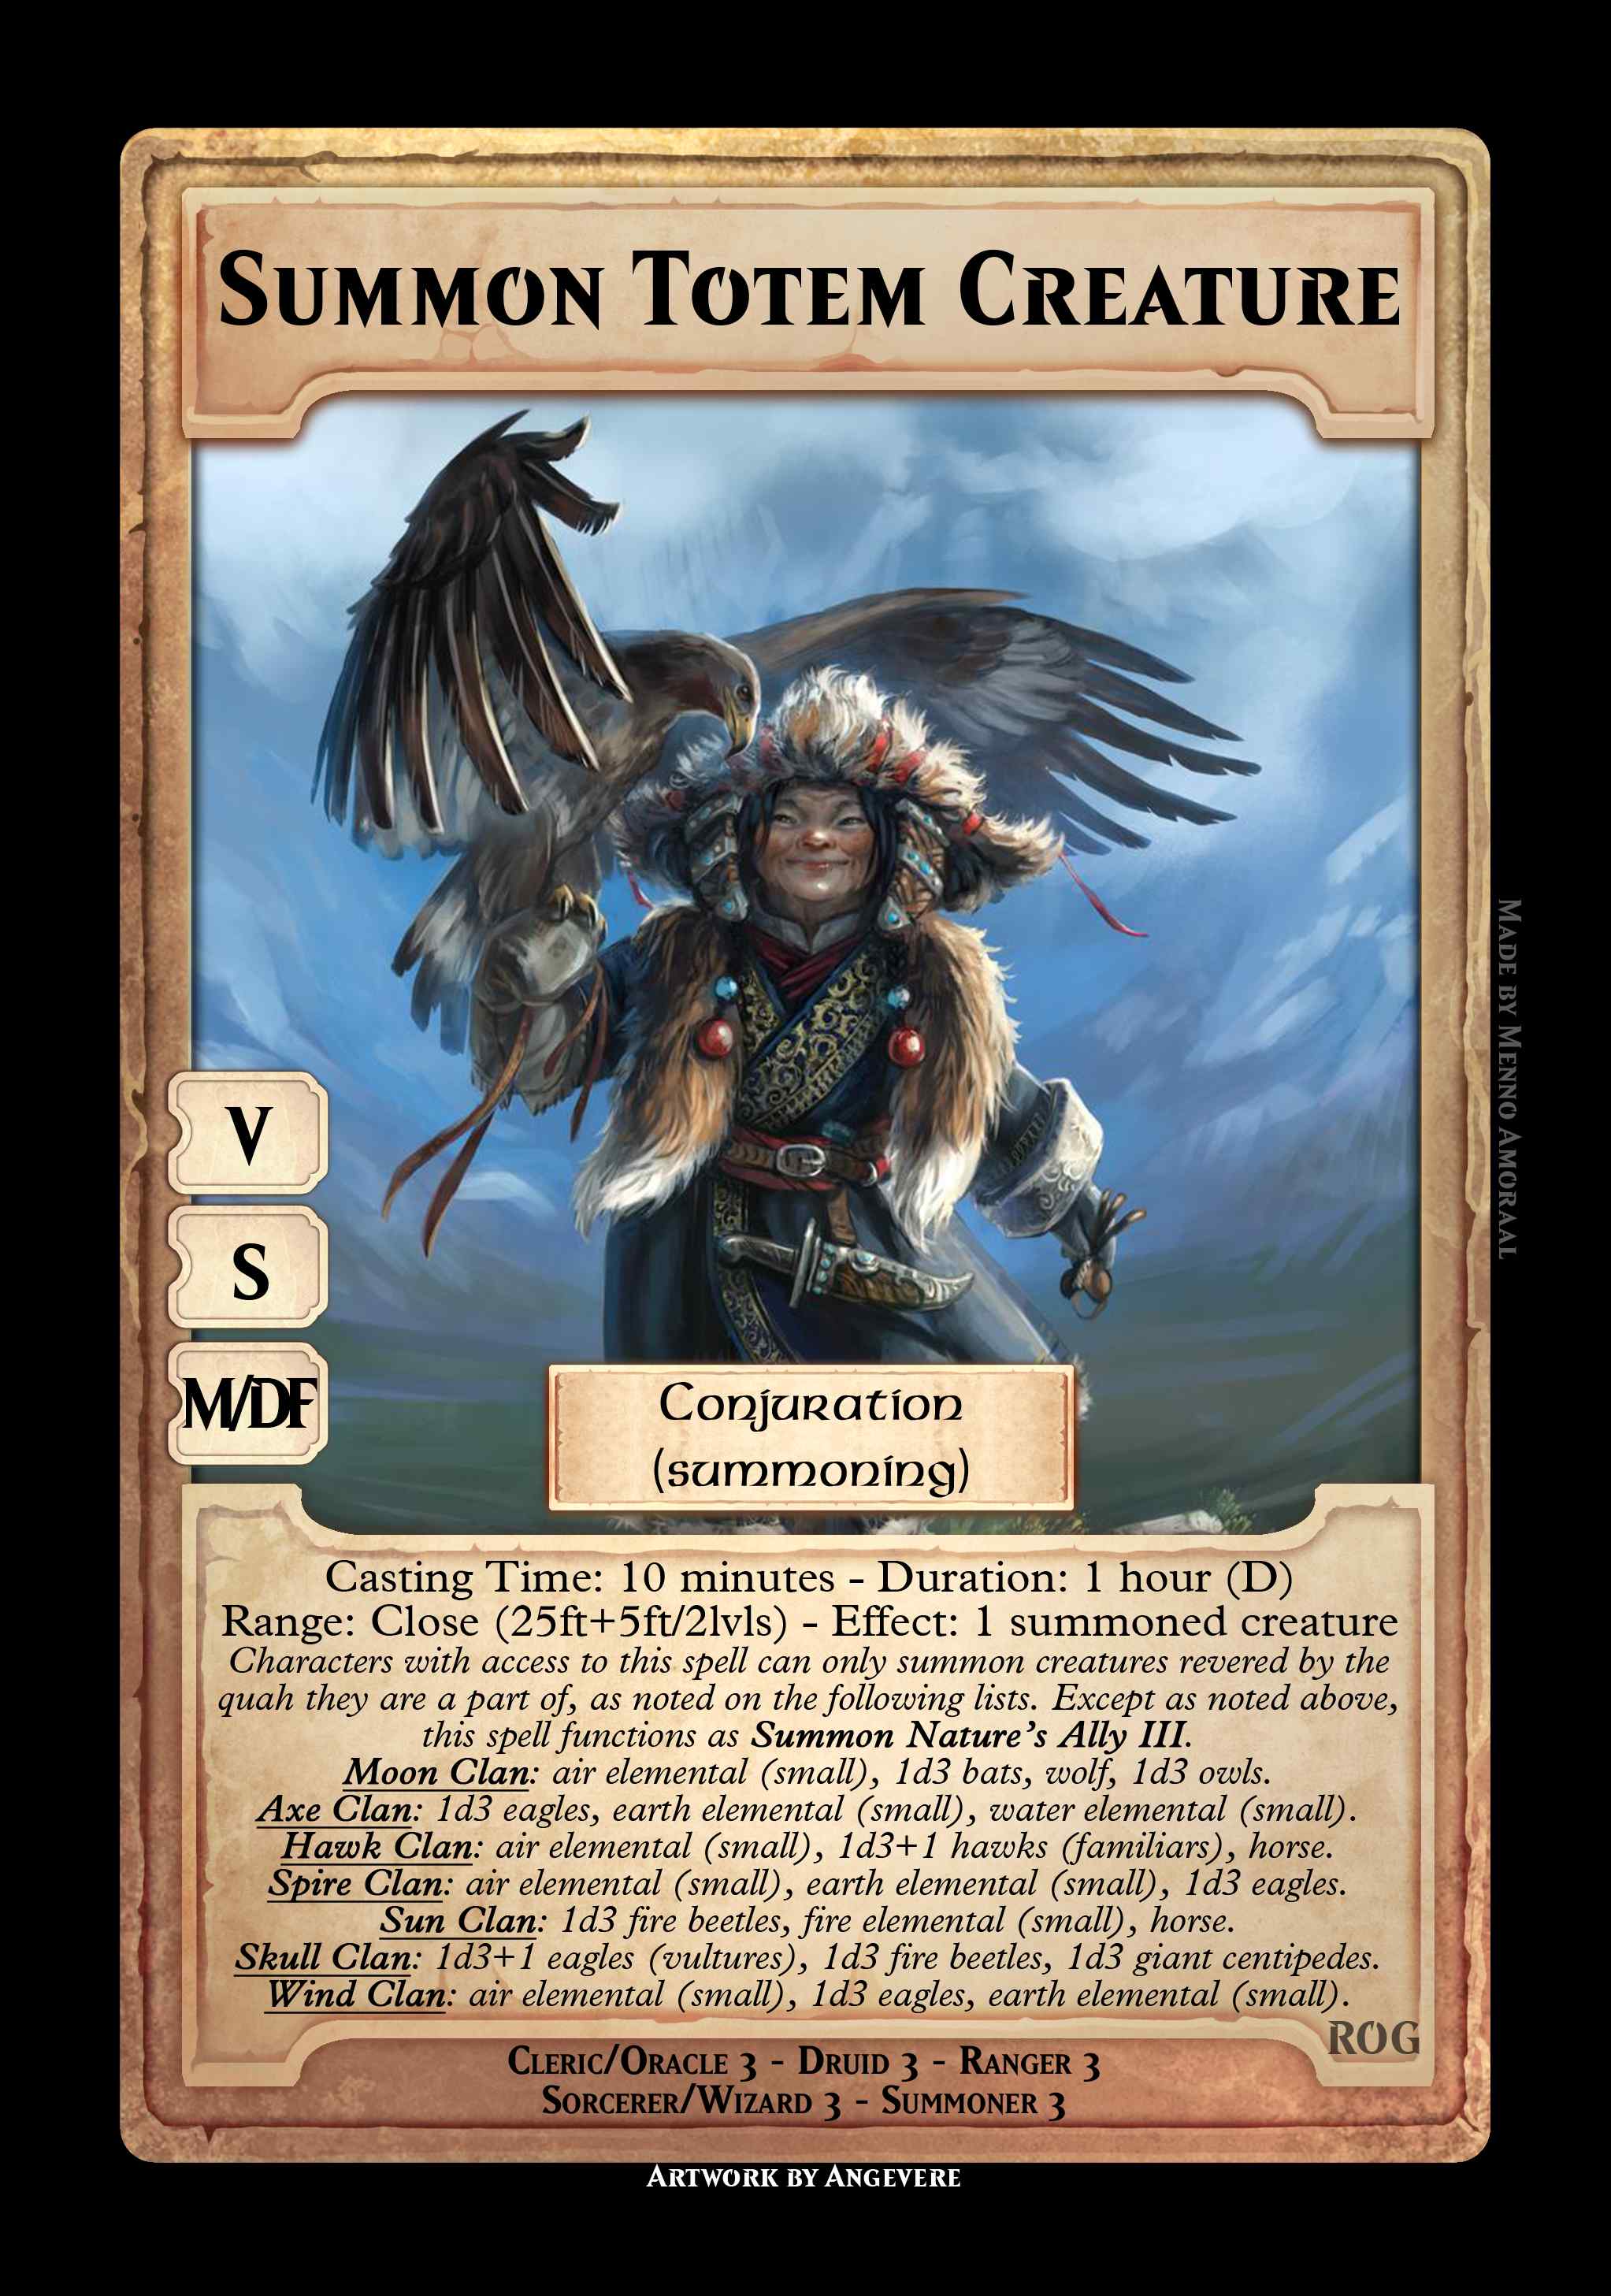 Summon Totem Creature
V
S
M/DF
Conjuration
(summoning)
Casting Time: 10 minutes - Duration: 1 hour (D)
Range: Close (25ft+5ft/2lvls) - Effect: 1 summoned creature
Characters with access to this spell can only summon creatures revered by the
quah they are a part of, as noted on the following lists. Except as noted above,
this spell functions as Summon Nature's Ally III.
Moon Clan: air elemental (small), 1d3 bats, wolf, 1d3 owls.
Axe Clan: 1d3 eagles, earth elemental (small), water elemental (small).
Hawk Clan: air elemental (small), 1d3+1 hawks (familiars), horse.
Spire Clan: air elemental (small), earth elemental (small), 1d3 eagles.
Sun Clan: 1d3 fire beetles, fire elemental (small), horse.
Skull Clan: 1d3+1 eagles (vultures), 1d3 fire beetles, 1d3 giant centipedes.
Wind Clan: air elemental (small), 1d3 eagles, earth elemental (small).
ROG
Cleric/Oracle 3 - Druid 3 - Ranger 3
Sorcerer/Wizard 3 - Summoner 3
Artwork by Angevere
Made by Menno Amoraal